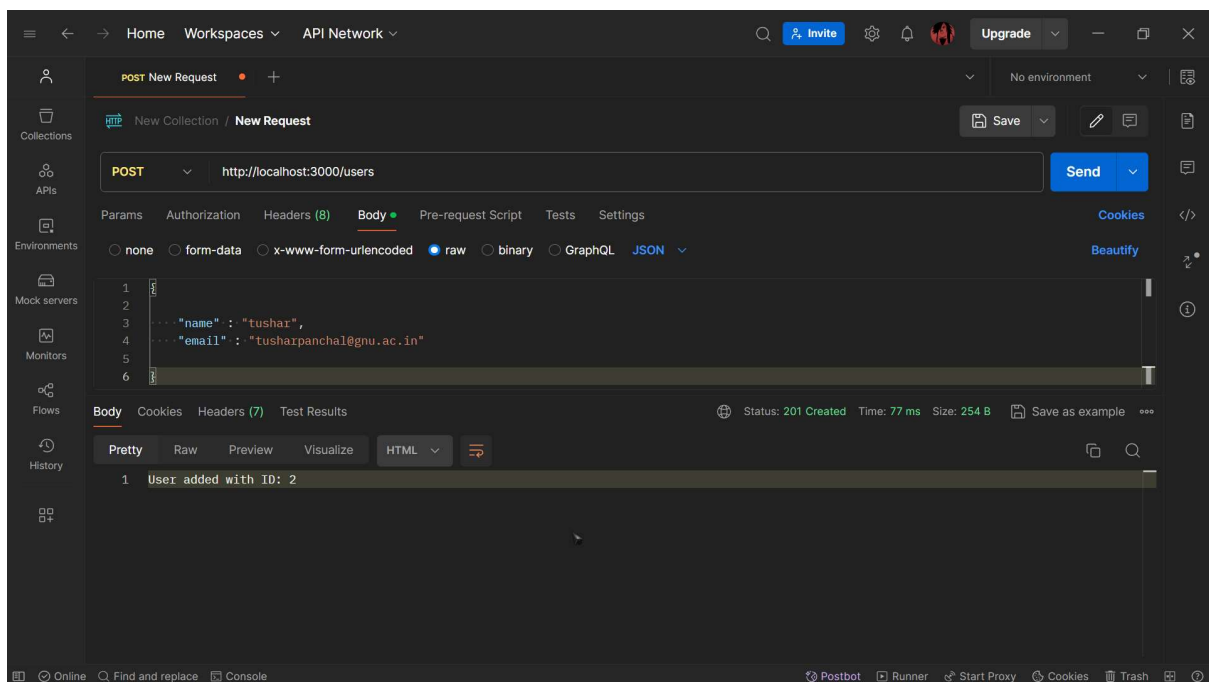 Home Workspaces API Network Invite Upgrade
POST New Request No environment
HTTP New Collection / New Request Save
Collections
POST http://localhost:3000/users Send
APIs
Params Authorization Headers (8) Body Pre-request Script Tests Settings Cookies
Environments
none form-data x-www-form-urlencoded raw binary GraphQL JSON Beautify
Mock servers
1 {
2
3 "name" : "tushar",
4 "email" : "tusharpanchal@gnu.ac.in"
5
6 }
Monitors
Flows
Body Cookies Headers (7) Test Results Status: 201 Created Time: 77 ms Size: 254 B Save as example
Pretty Raw Preview Visualize HTML
History
1 User added with ID: 2
Online Find and replace Console Postbot Runner Start Proxy Cookies Trash